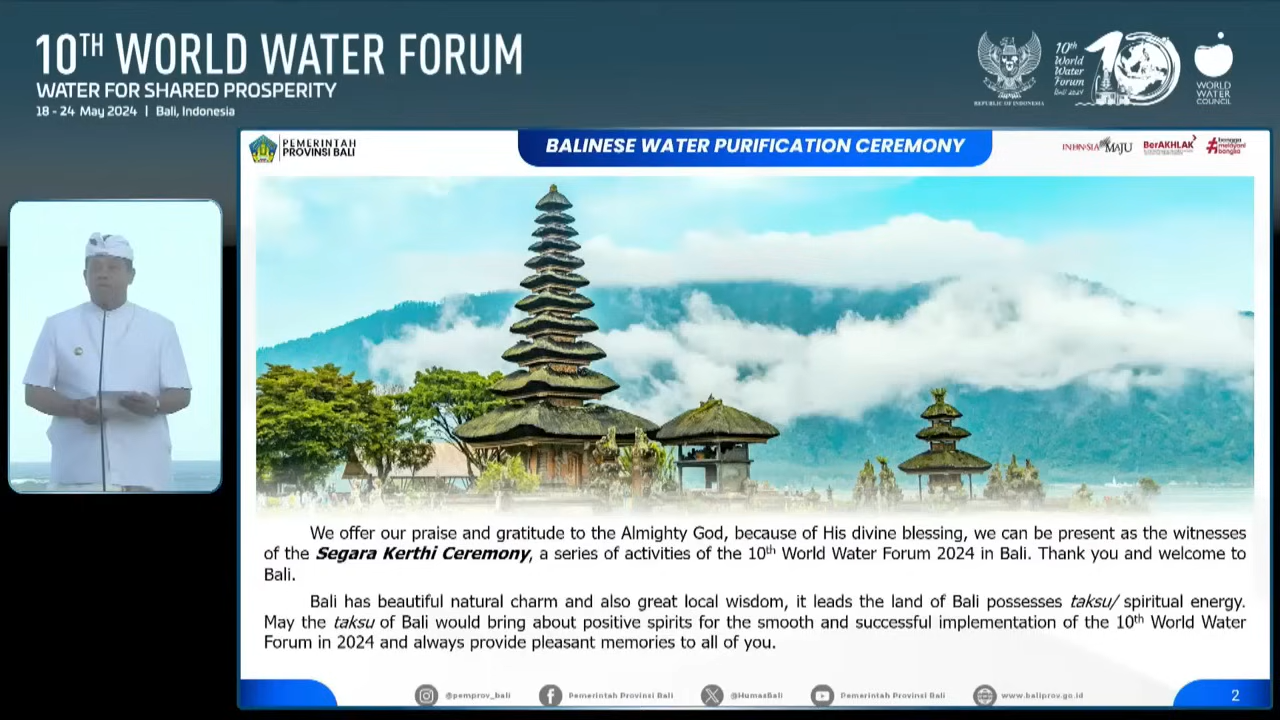 10TH WORLD WATER FORUM
WATER FOR SHARED PROSPERITY
18 - 24 May 2024 | Bali, Indonesia
REPUBLIC OF INDONESIA
10th
World
Water
Forum
Bali 2024
10
WORLD
WATER
COUNCIL
PEMERINTAH
PROVINSI BALI
BALINESE WATER PURIFICATION CEREMONY
INDONESIA MAJU
BerAKHLAK
#bangga
melayani
bangsa
We offer our praise and gratitude to the Almighty God, because of His divine blessing, we can be present as the witnesses
of the Segara Kerthi Ceremony, a series of activities of the 10th World Water Forum 2024 in Bali. Thank you and welcome to
Bali.
Bali has beautiful natural charm and also great local wisdom, it leads the land of Bali possesses taksu/ spiritual energy.
May the taksu of Bali would bring about positive spirits for the smooth and successful implementation of the 10th World Water
Forum in 2024 and always provide pleasant memories to all of you.
@pemprov_bali
Pemerintah Provinsi Bali
@HumasBali
Pemerintah Provinsi Bali
www.baliprov.go.id
2